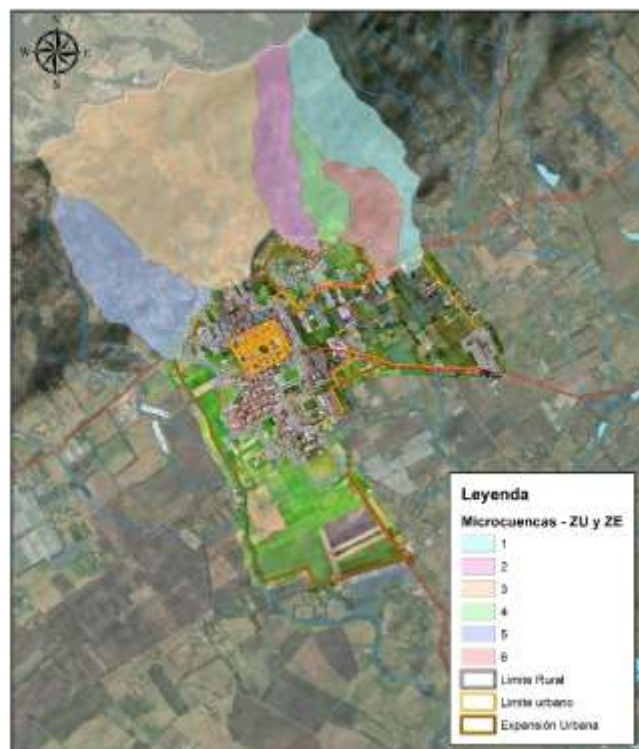 N
W E
S
Leyenda
Microcuencas - ZU y ZE
1
2
3
4
5
6
Limite Rural
Limite urbano
Expansión Urbana